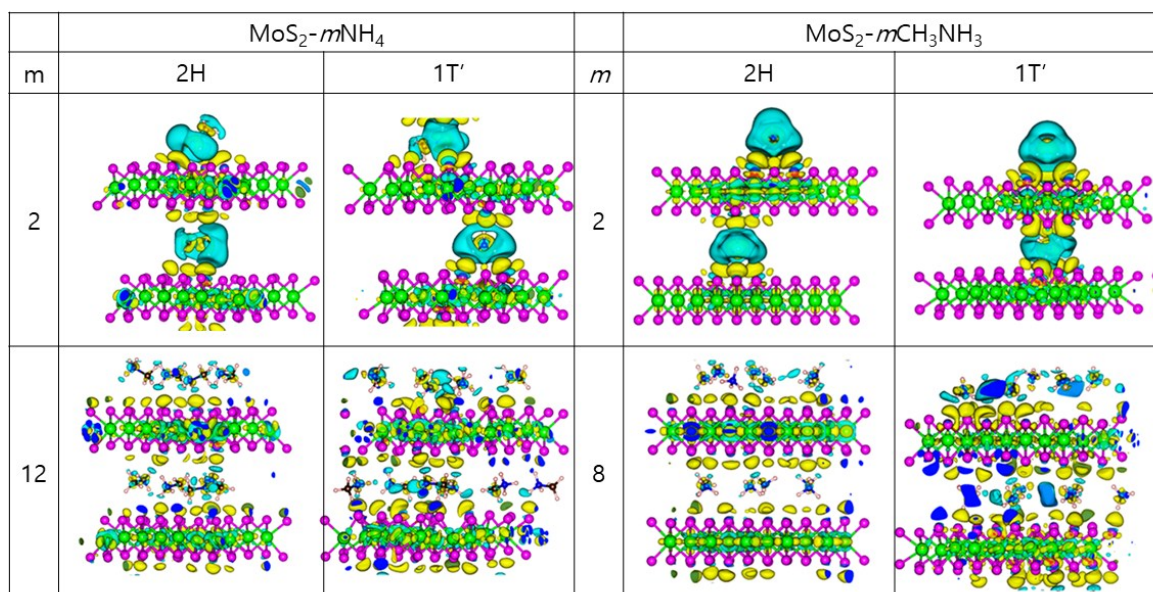 MoS₂-mNH₄ MoS₂-mCH₃NH₃
m 2H 1T′ m 2H 1T′
2 2
12 8